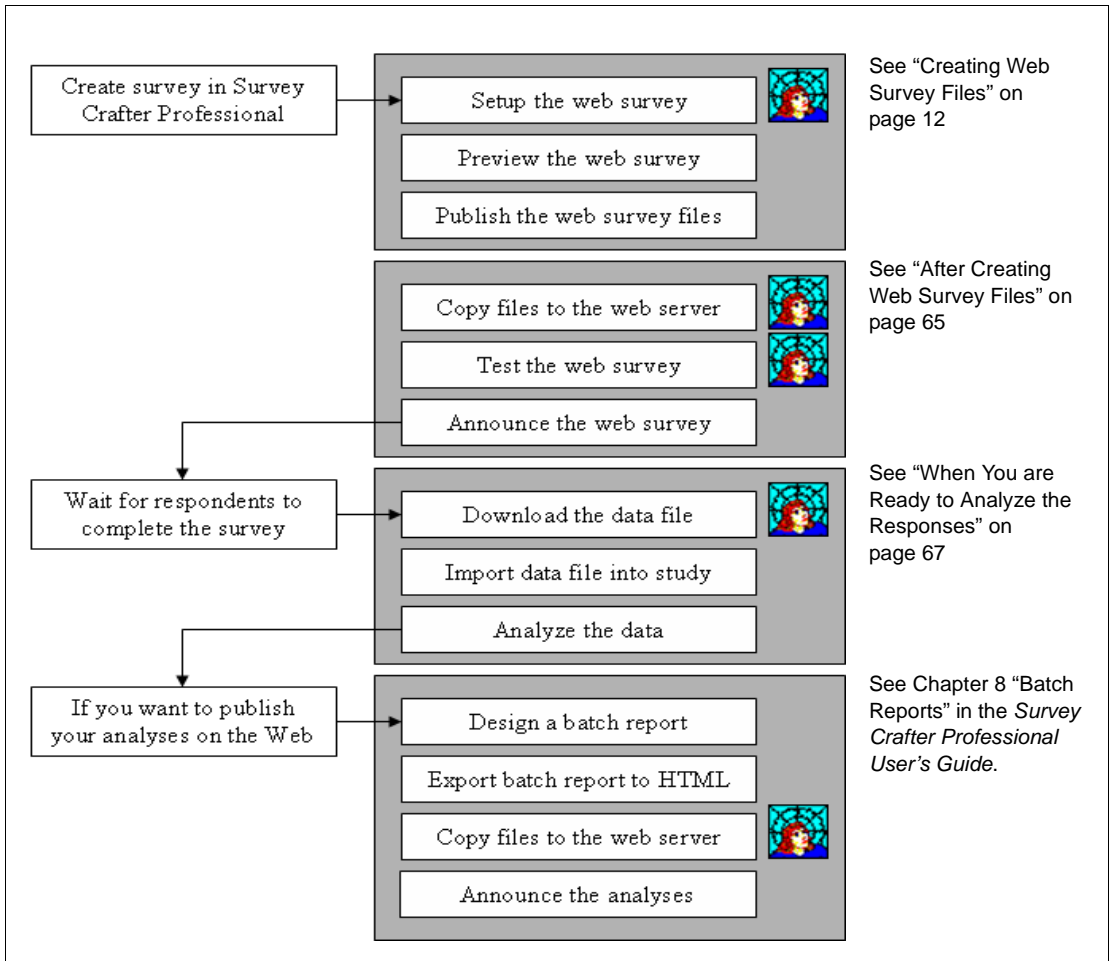 Create survey in Survey
Crafter Professional
Setup the web survey
Preview the web survey
Publish the web survey files
See “Creating Web
Survey Files” on
page 12
Copy files to the web server
Test the web survey
Announce the web survey
See “After Creating
Web Survey Files” on
page 65
Wait for respondents to
complete the survey
Download the data file
Import data file into study
Analyze the data
See “When You are
Ready to Analyze the
Responses” on
page 67
If you want to publish
your analyses on the Web
Design a batch report
Export batch report to HTML
Copy files to the web server
Announce the analyses
See Chapter 8 “Batch
Reports” in the Survey
Crafter Professional
User’s Guide.